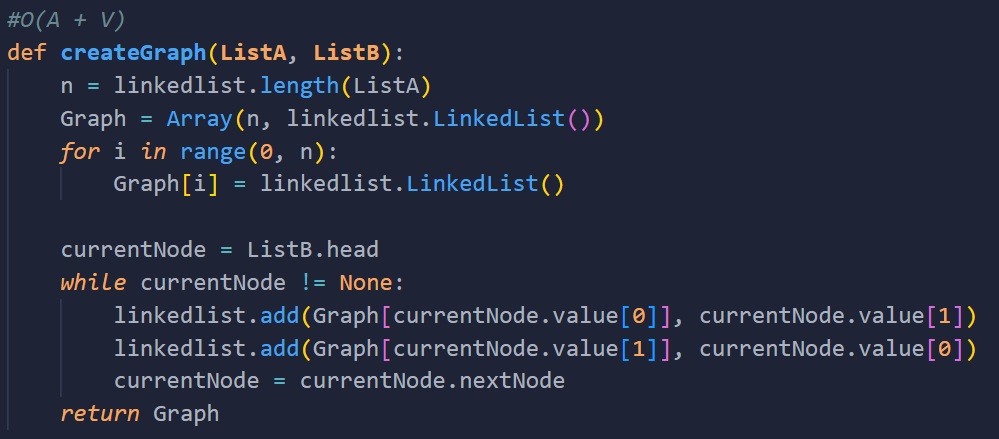 #O(A + V)
def createGraph(ListA, ListB):
    n = linkedlist.length(ListA)
    Graph = Array(n, linkedlist.LinkedList())
    for i in range(0, n):
        Graph[i] = linkedlist.LinkedList()

    currentNode = ListB.head
    while currentNode != None:
        linkedlist.add(Graph[currentNode.value[0]], currentNode.value[1])
        linkedlist.add(Graph[currentNode.value[1]], currentNode.value[0])
        currentNode = currentNode.nextNode
    return Graph